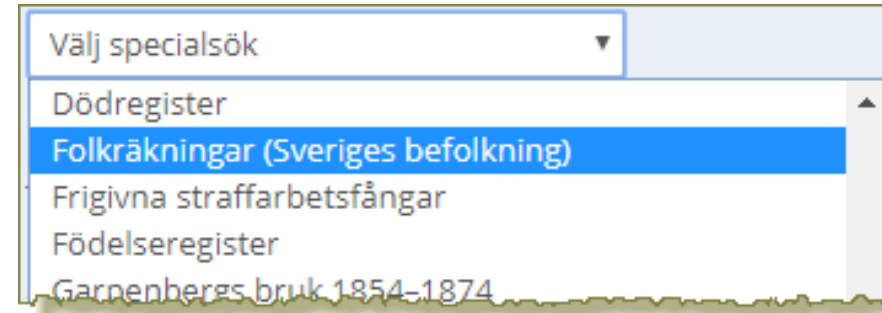 Välj specialsök
Dödregister
Folkräkningar (Sveriges befolkning)
Frigivna straffarbetsfångar
Födelseregister
Garpenbergs bruk 1854–1874